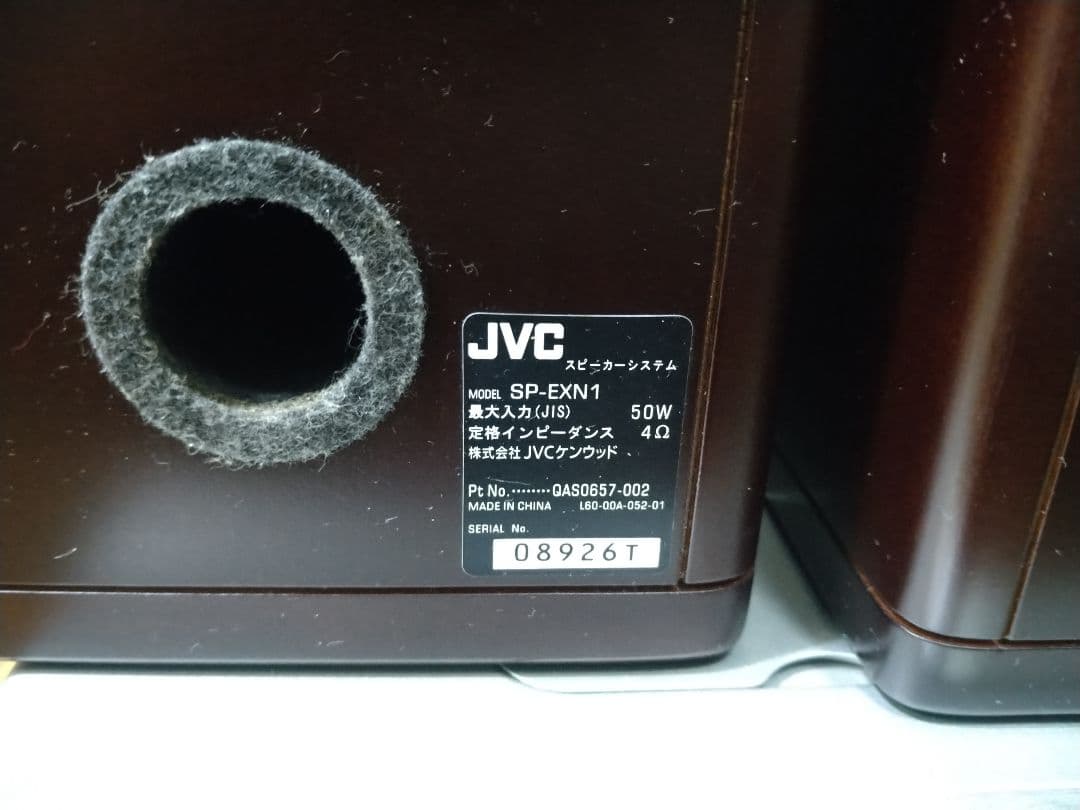 JVC
スピーカーシステム
MODEL SP-EXN1
最大入力(JIS) 50W
定格インピーダンス 4Ω
株式会社JVCケンウッド
Pt No.········QAS0657-002
MADE IN CHINA L60-00A-052-01
SERIAL No.
08926T